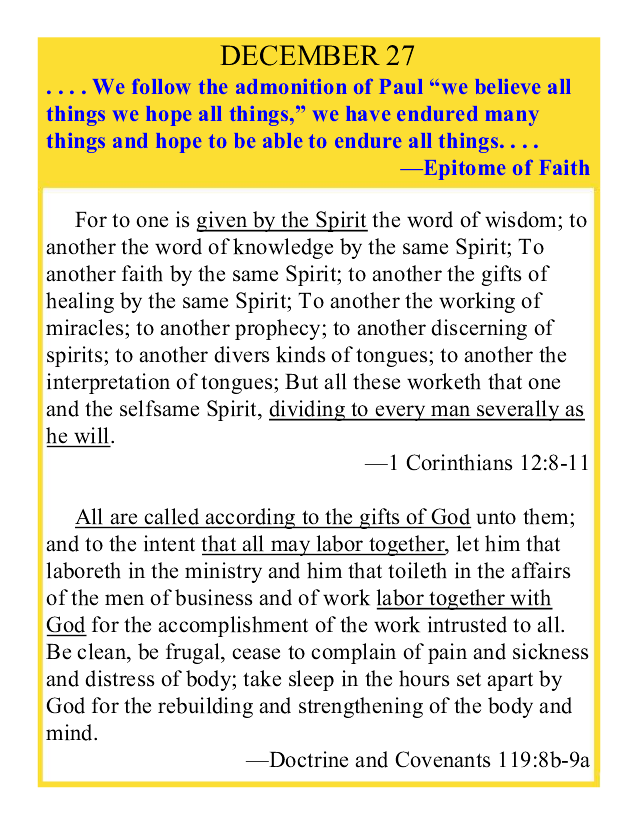 DECEMBER 27
. . . . We follow the admonition of Paul “we believe all
things we hope all things,” we have endured many
things and hope to be able to endure all things. . . .
—Epitome of Faith
For to one is given by the Spirit the word of wisdom; to
another the word of knowledge by the same Spirit; To
another faith by the same Spirit; to another the gifts of
healing by the same Spirit; To another the working of
miracles; to another prophecy; to another discerning of
spirits; to another divers kinds of tongues; to another the
interpretation of tongues; But all these worketh that one
and the selfsame Spirit, dividing to every man severally as
he will.
—1 Corinthians 12:8-11
All are called according to the gifts of God unto them;
and to the intent that all may labor together, let him that
laboreth in the ministry and him that toileth in the affairs
of the men of business and of work labor together with
God for the accomplishment of the work intrusted to all.
Be clean, be frugal, cease to complain of pain and sickness
and distress of body; take sleep in the hours set apart by
God for the rebuilding and strengthening of the body and
mind.
—Doctrine and Covenants 119:8b-9a